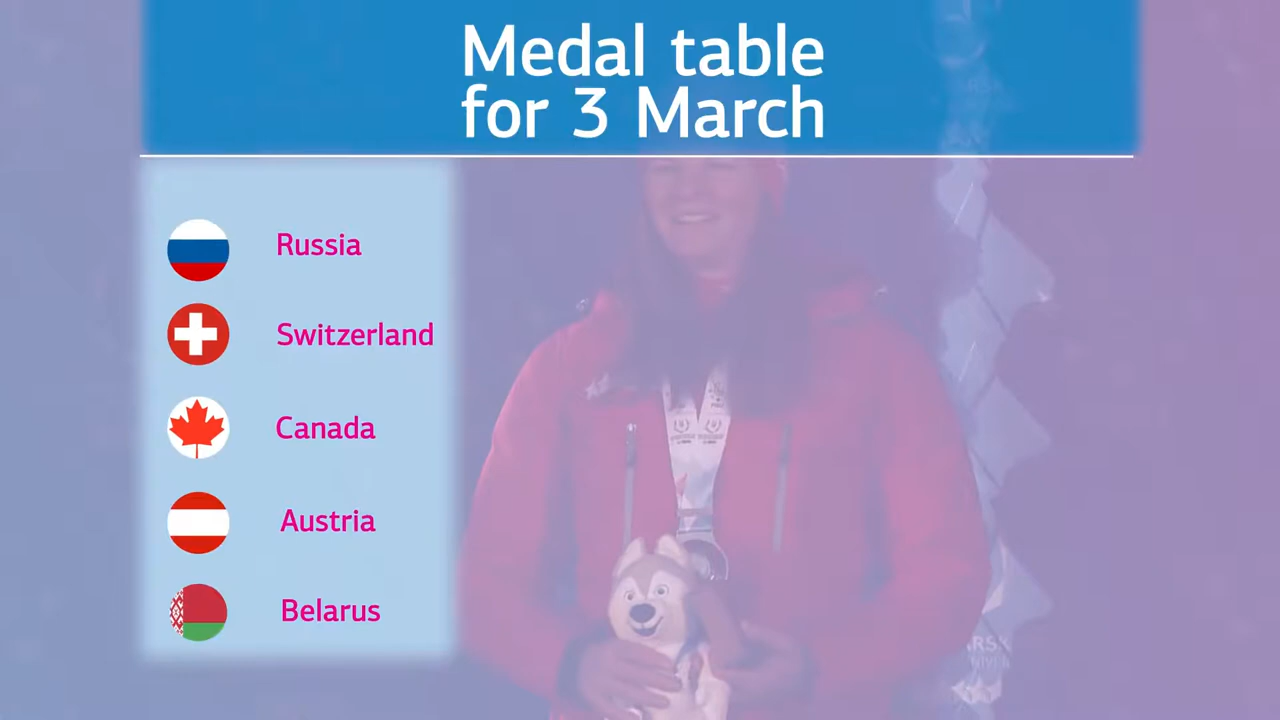 Medal table
for 3 March
Russia
Switzerland
Canada
Austria
Belarus